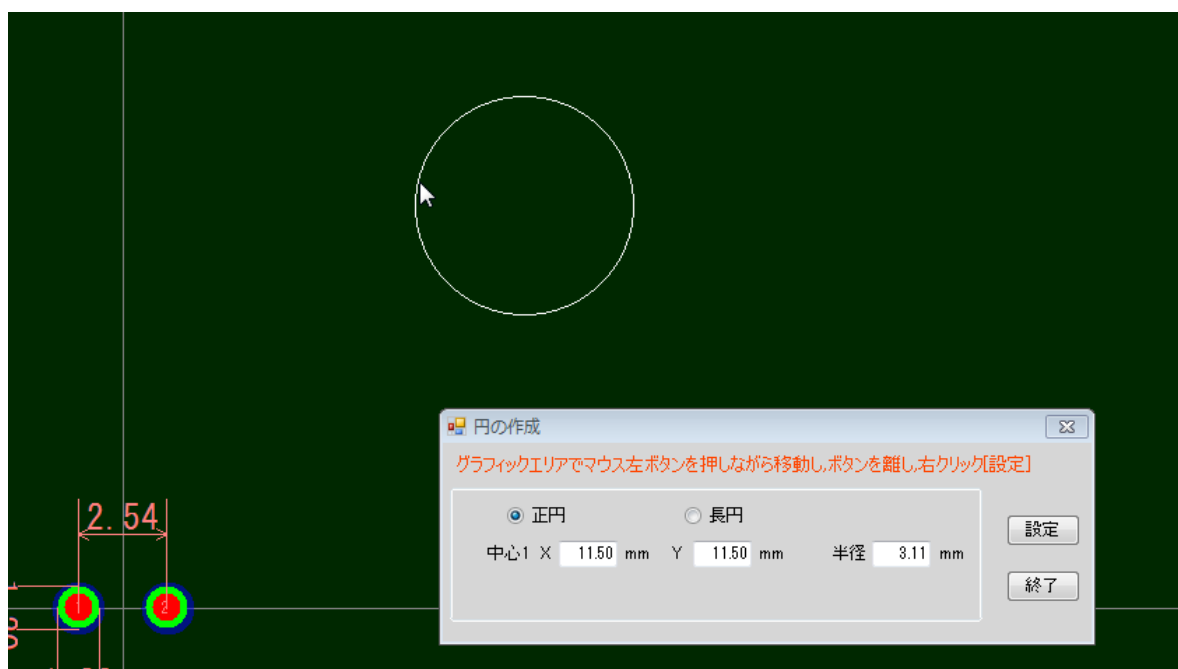 円の作成
グラフィックエリアでマウス左ボタンを押しながら移動し,ボタンを離し,右クリック[設定]
正円 長円
設定
中心1 X 11.50 mm Y 11.50 mm 半径 3.11 mm
終了
2.54
1 2